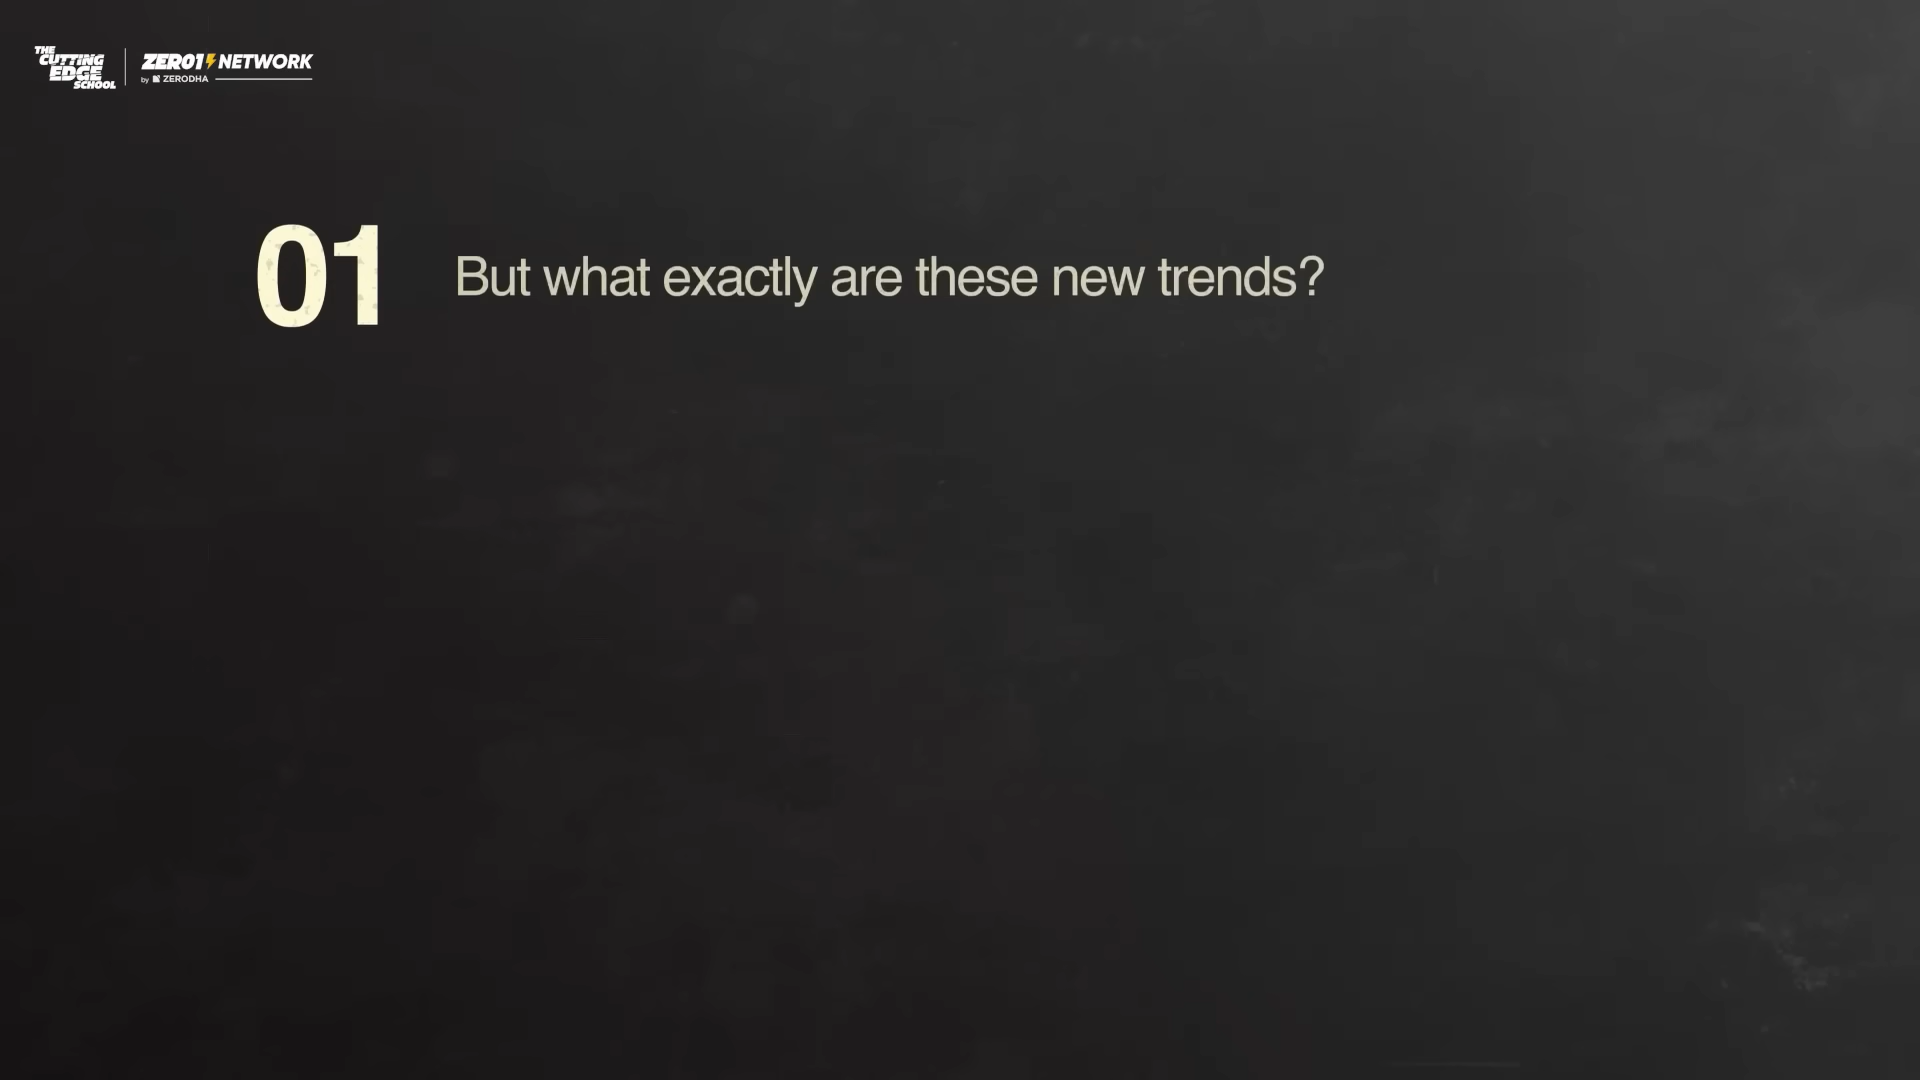 THE
CUTTING
EDGE
SCHOOL
ZERO1 NETWORK
by ZERODHA
01
But what exactly are these new trends?